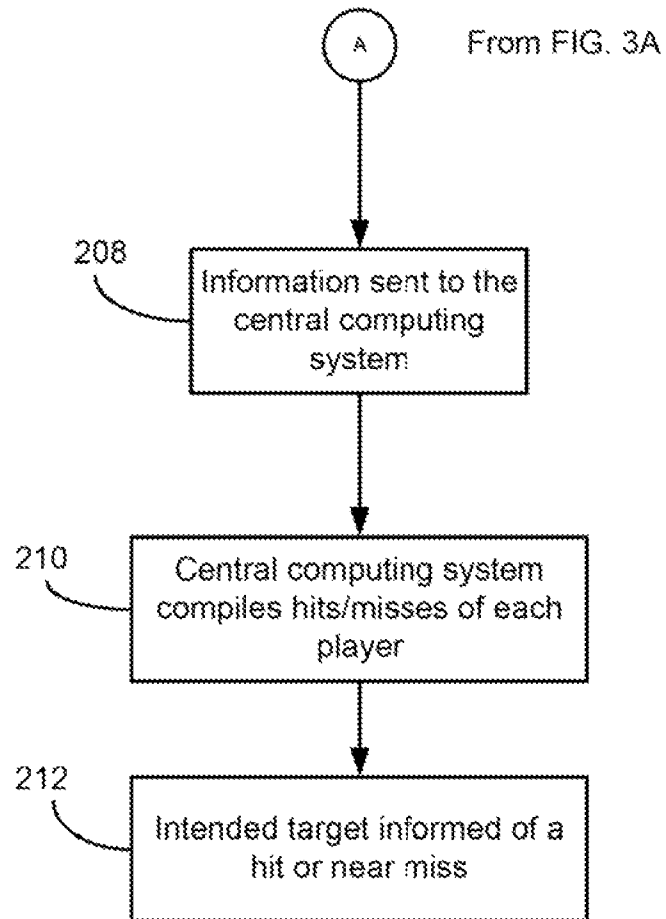 A
From FIG. 3A
208
Information sent to the
central computing
system
210
Central computing system
compiles hits/misses of each
player
212
Intended target informed of a
hit or near miss